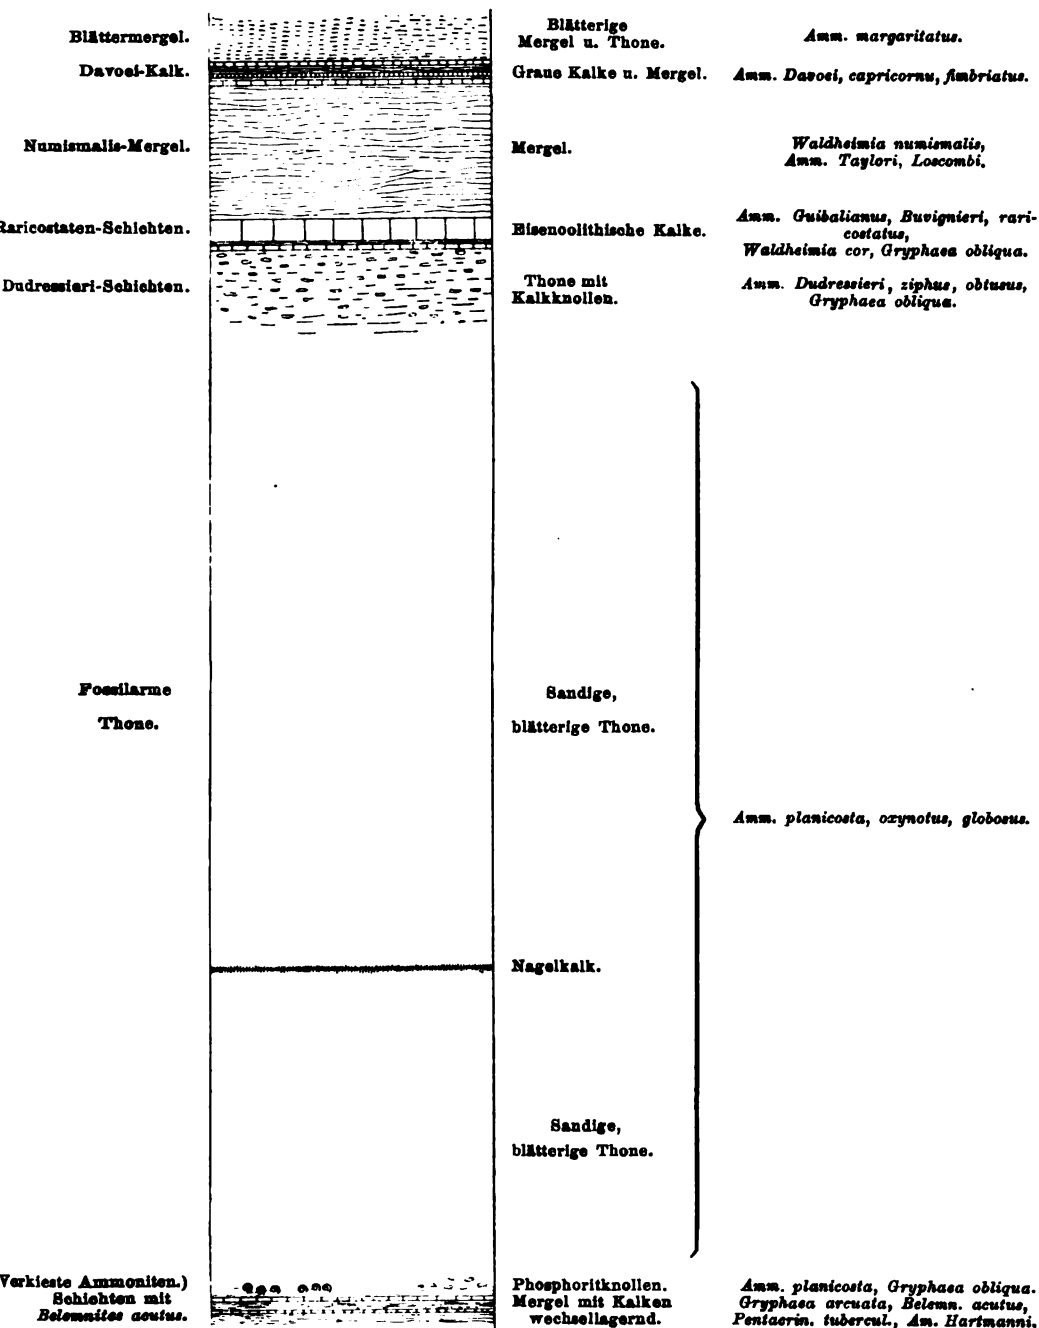 Blättermergel.
Blätterige
Mergel u. Thone.
Amm. margaritatus.
Davoei-Kalk.
Graue Kalke u. Mergel.
Amm. Davoei, capricornu, fimbriatus.
Numismalis-Mergel.
Mergel.
Waldheimia numismalis,
Amm. Taylori, Loscombi.
Raricostaten-Schichten.
Eisenoolithische Kalke.
Amm. Guibalianus, Buvignieri, rari-
costatus,
Waldheimia cor, Gryphaea obliqua.
Dudressieri-Schichten.
Thone mit
Kalkknollen.
Amm. Dudressieri, ziphus, obtusus,
Gryphaea obliqua.
Fossilarme
Thone.
Sandige,
blätterige Thone.
Amm. planicosta, oxynotus, globosus.
Nagelkalk.
Sandige,
blätterige Thone.
Verkieste Ammoniten.)
Schichten mit
Belemnites acutus.
Phosphoritknollen.
Mergel mit Kalken
wechsellagernd.
Amm. planicosta, Gryphaea obliqua.
Gryphaea arcuata, Belemn. acutus,
Pentacrin. tubercul., Am. Hartmanni.